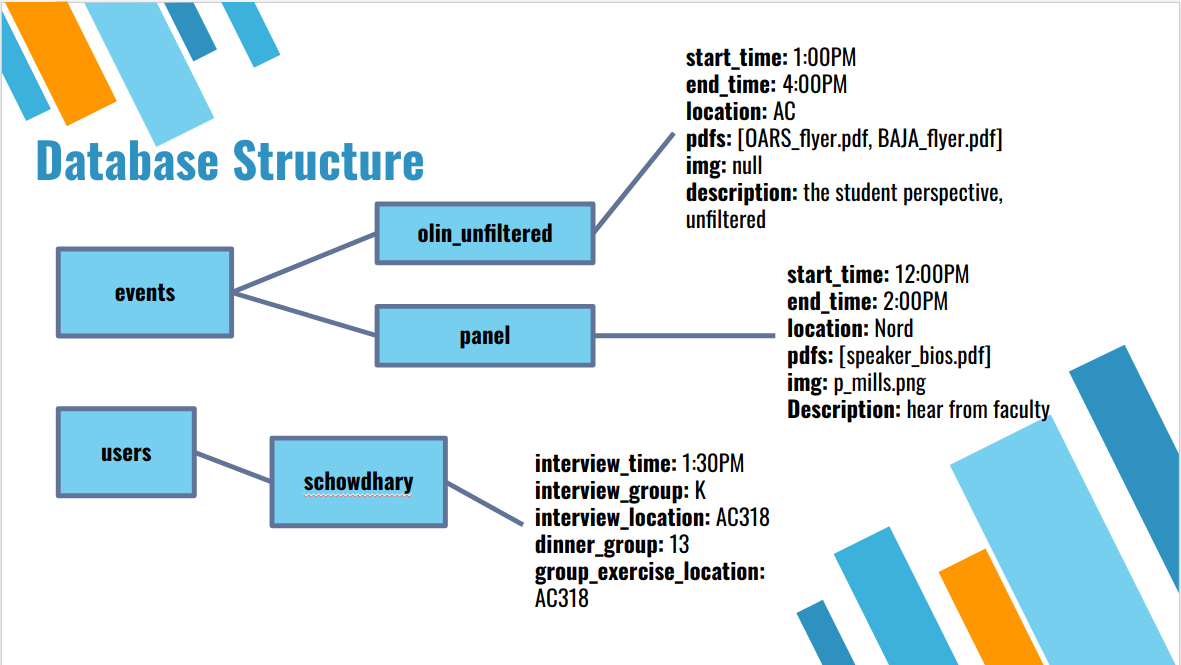 Database Structure
events
olin_unfiltered
start_time: 1:00PM
end_time: 4:00PM
location: AC
pdfs: [OARS_flyer.pdf, BAJA_flyer.pdf]
img: null
description: the student perspective,
unfiltered
panel
start_time: 12:00PM
end_time: 2:00PM
location: Nord
pdfs: [speaker_bios.pdf]
img: p_mills.png
Description: hear from faculty
users
schowdhary
interview_time: 1:30PM
interview_group: K
interview_location: AC318
dinner_group: 13
group_exercise_location:
AC318